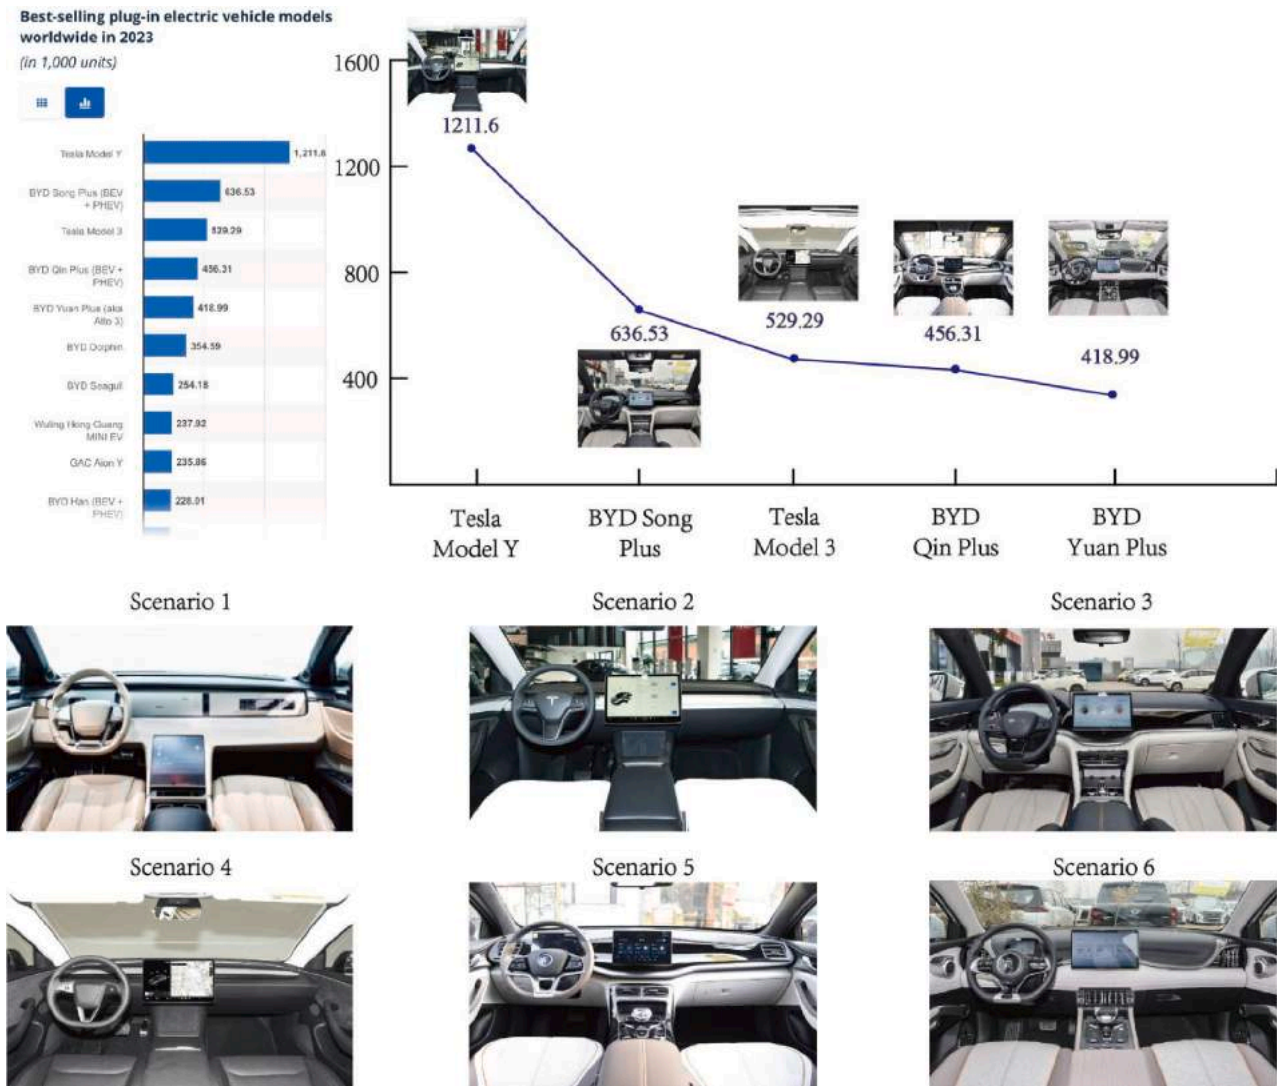 Best-selling plug-in electric vehicle models
worldwide in 2023
(in 1,000 units)
Tesla Model Y
1,211.6
BYD Song Plus (BEV
+ PHEV)
636.53
Tesla Model 3
529.29
BYD Qin Plus (BEV +
PHEV)
456.31
BYD Yuan Plus (aka
Atto 3)
418.99
BYD Dolphin
354.59
BYD Seagull
254.18
Wuling Hong Guang
MINI EV
237.92
GAC Aion Y
235.86
BYD Han (BEV +
PHEV)
228.01
1600
1200
800
400
1211.6
636.53
529.29
456.31
418.99
Tesla
Model Y
BYD Song
Plus
Tesla
Model 3
BYD
Qin Plus
BYD
Yuan Plus
Scenario 1
Scenario 2
Scenario 3
Scenario 4
Scenario 5
Scenario 6